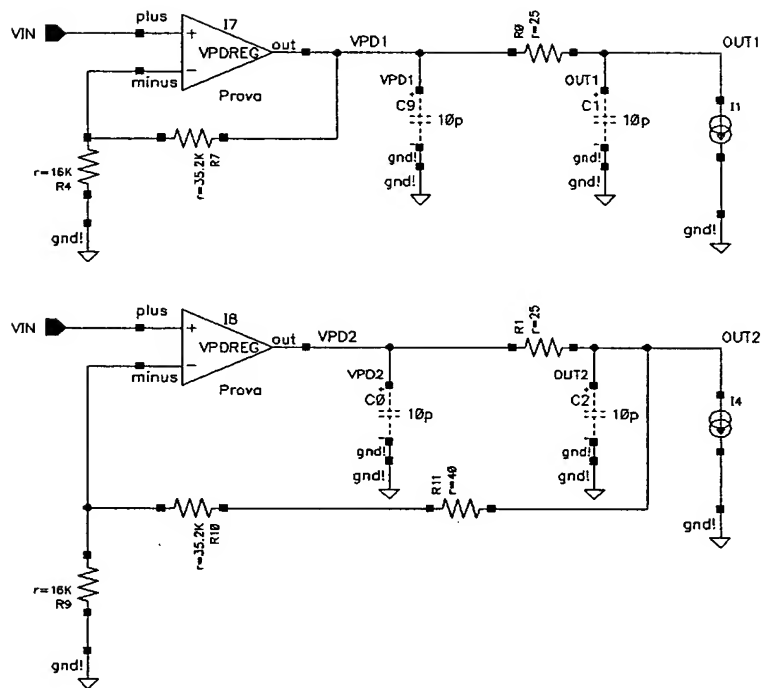 plus
I7
VIN
+
VPDREG
out
VPD1
R0
r=25
OUT1
−
minus
Prova
VPD1
C9
+
10p
OUT1
C1
+
10p
I1
r=35.2K
R7
r=16K
R4
gnd!
gnd!
gnd!
gnd!
gnd!
gnd!
plus
I8
VIN
+
VPDREG
out
VPD2
R1
r=25
OUT2
−
minus
Prova
VPD2
C0
+
10p
OUT2
C2
+
10p
I4
gnd!
gnd!
gnd!
gnd!
R11
r=40
r=35.2K
R10
gnd!
r=16K
R9
gnd!